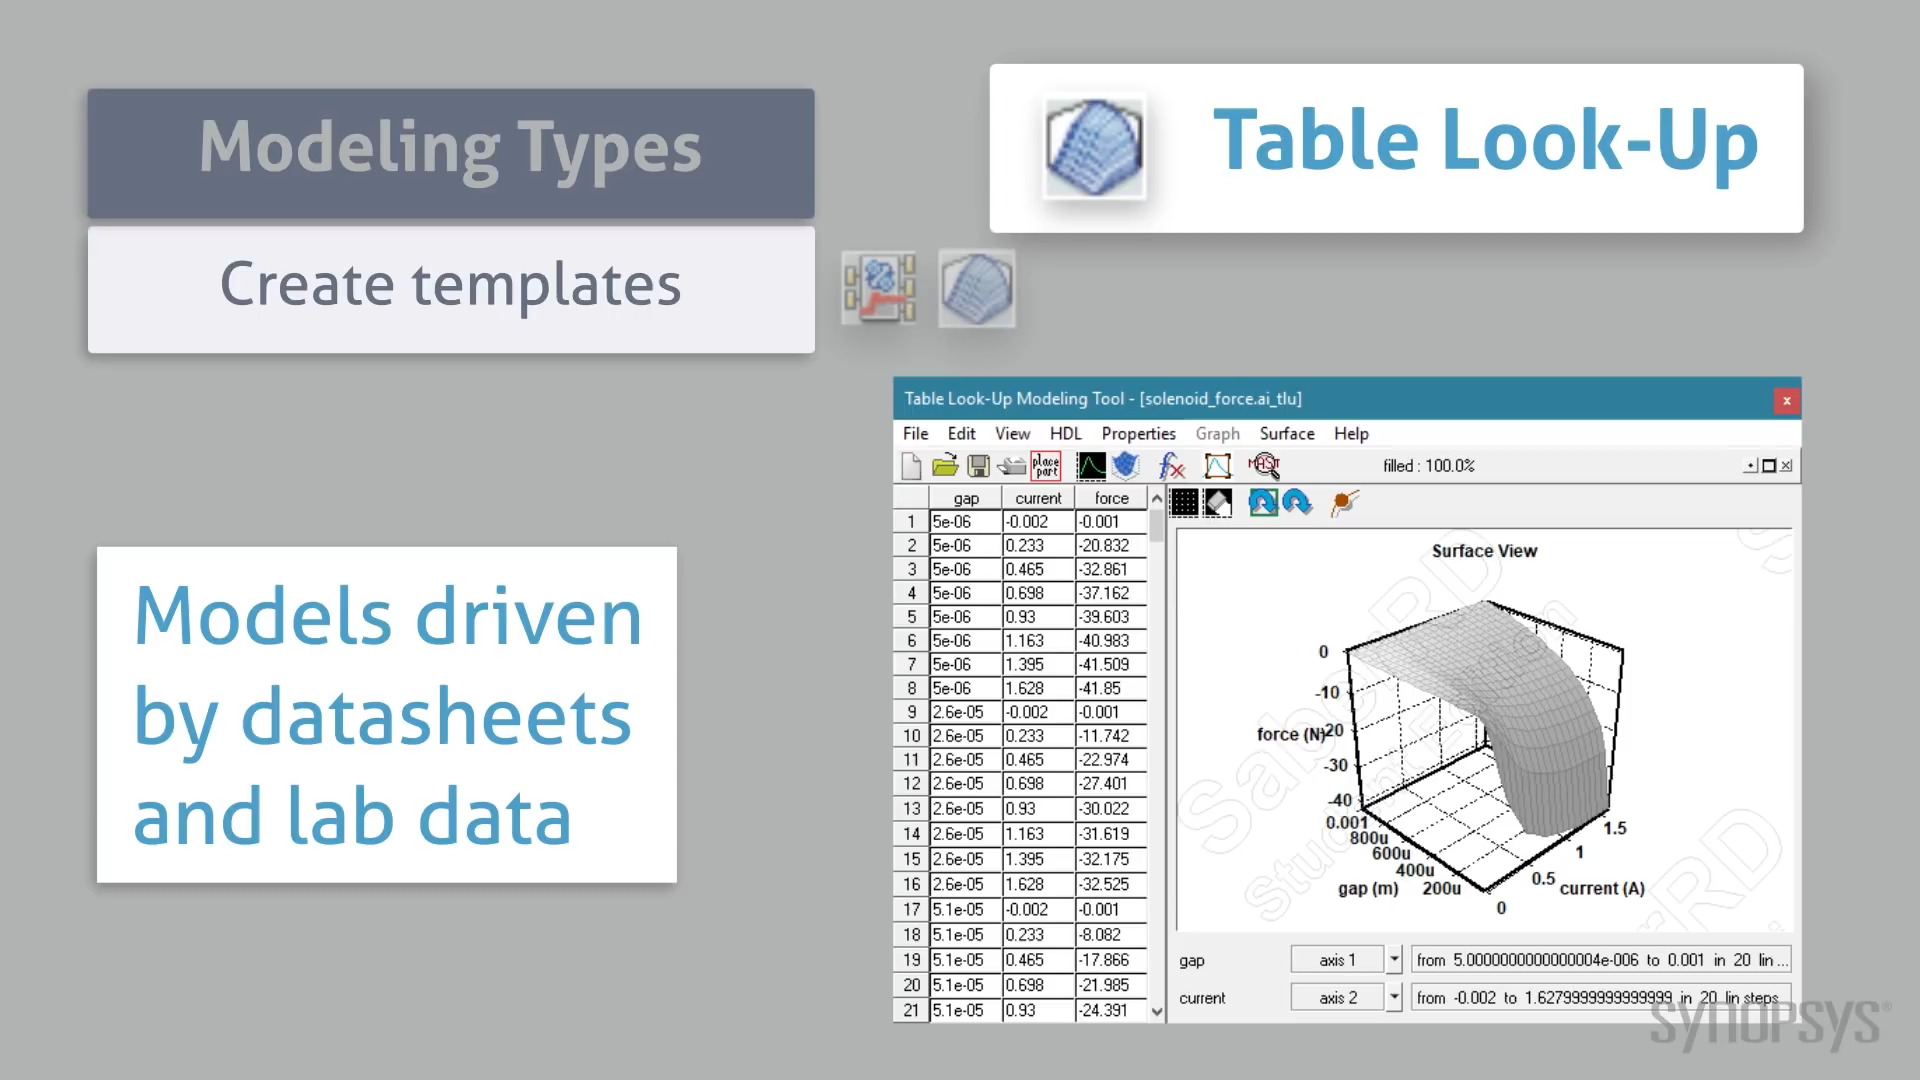 Modeling Types
Create templates
Table Look-Up
Models driven
by datasheets
and lab data
Table Look-Up Modeling Tool - [solenoid_force.ai_tlu]
x
File Edit View HDL Properties Graph Surface Help
place part
MAST
filled : 100.0%
gap current force
1 5e-06 -0.002 -0.001
2 5e-06 0.233 -20.832
3 5e-06 0.465 -32.861
4 5e-06 0.698 -37.162
5 5e-06 0.93 -39.603
6 5e-06 1.163 -40.983
7 5e-06 1.395 -41.509
8 5e-06 1.628 -41.85
9 2.6e-05 -0.002 -0.001
10 2.6e-05 0.233 -11.742
11 2.6e-05 0.465 -22.974
12 2.6e-05 0.698 -27.401
13 2.6e-05 0.93 -30.022
14 2.6e-05 1.163 -31.619
15 2.6e-05 1.395 -32.175
16 2.6e-05 1.628 -32.525
17 5.1e-05 -0.002 -0.001
18 5.1e-05 0.233 -8.082
19 5.1e-05 0.465 -17.866
20 5.1e-05 0.698 -21.985
21 5.1e-05 0.93 -24.391
Surface View
0
-10
force (N)
-20
-30
-40
0.001
800u
600u
400u
200u
gap (m)
1.5
1
0.5
0
current (A)
gap axis 1 from 5.0000000000000004e-006 to 0.001 in 20 lin ...
current axis 2 from -0.002 to 1.6279999999999999 in 20 lin steps
SYNOPSYS®